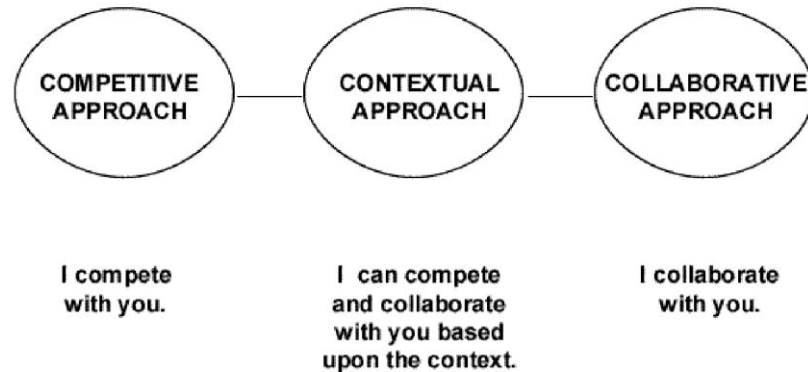 COMPETITIVE
APPROACH
CONTEXTUAL
APPROACH
COLLABORATIVE
APPROACH
I compete
with you.
I can compete
and collaborate
with you based
upon the context.
I collaborate
with you.